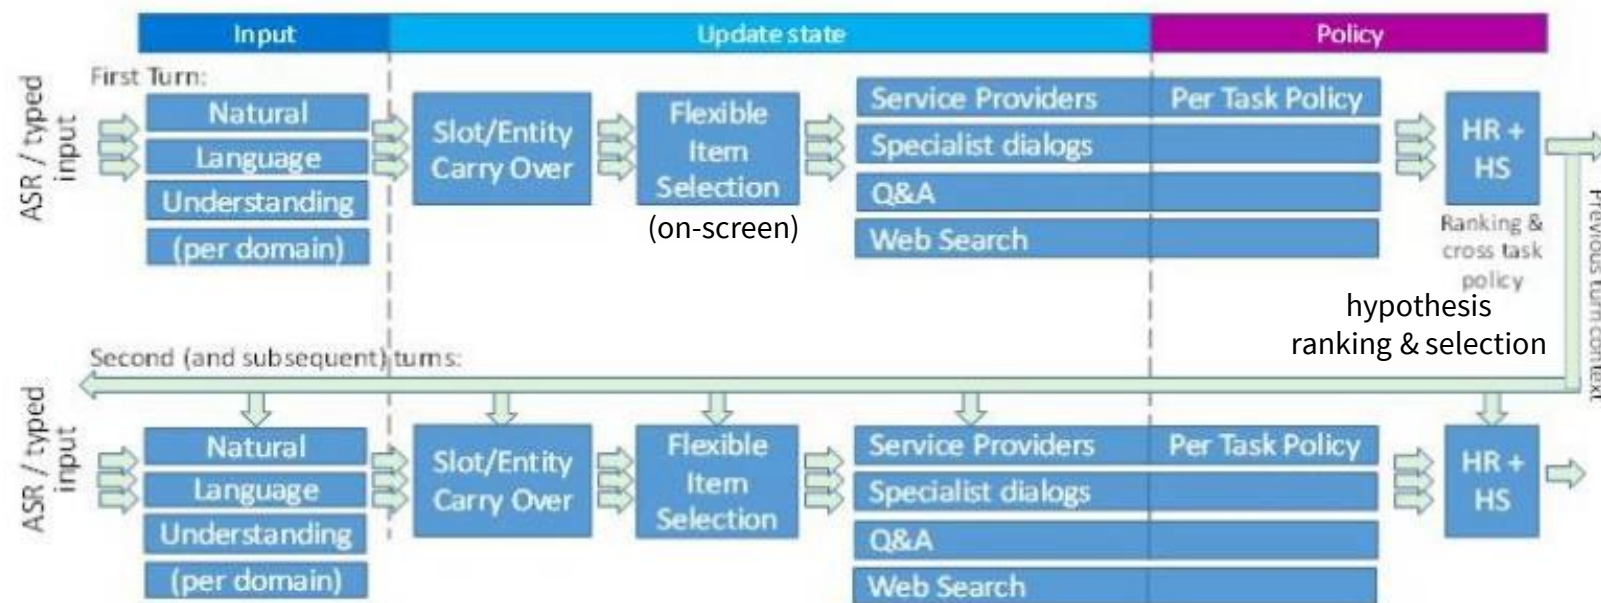 Input
Update state
Policy
First Turn:
ASR / typed
input
Natural
Language
Understanding
(per domain)
Slot/Entity
Carry Over
Flexible
Item
Selection
(on-screen)
Service Providers
Specialist dialogs
Q&A
Web Search
Per Task Policy
HR +
HS
Ranking &
cross task
policy
Previous turn context
hypothesis
ranking & selection
Second (and subsequent) turns:
ASR / typed
input
Natural
Language
Understanding
(per domain)
Slot/Entity
Carry Over
Flexible
Item
Selection
Service Providers
Specialist dialogs
Q&A
Web Search
Per Task Policy
HR +
HS